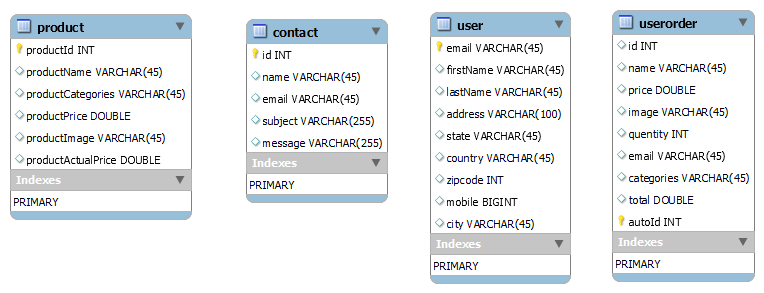 product
productId INT
productName VARCHAR(45)
productCategories VARCHAR(45)
productPrice DOUBLE
productImage VARCHAR(45)
productActualPrice DOUBLE
Indexes
PRIMARY
contact
id INT
name VARCHAR(45)
email VARCHAR(45)
subject VARCHAR(255)
message VARCHAR(255)
Indexes
PRIMARY
user
email VARCHAR(45)
firstName VARCHAR(45)
lastName VARCHAR(45)
address VARCHAR(100)
state VARCHAR(45)
country VARCHAR(45)
zipcode INT
mobile BIGINT
city VARCHAR(45)
Indexes
PRIMARY
userorder
id INT
name VARCHAR(45)
price DOUBLE
image VARCHAR(45)
quentity INT
email VARCHAR(45)
categories VARCHAR(45)
total DOUBLE
autoId INT
Indexes
PRIMARY